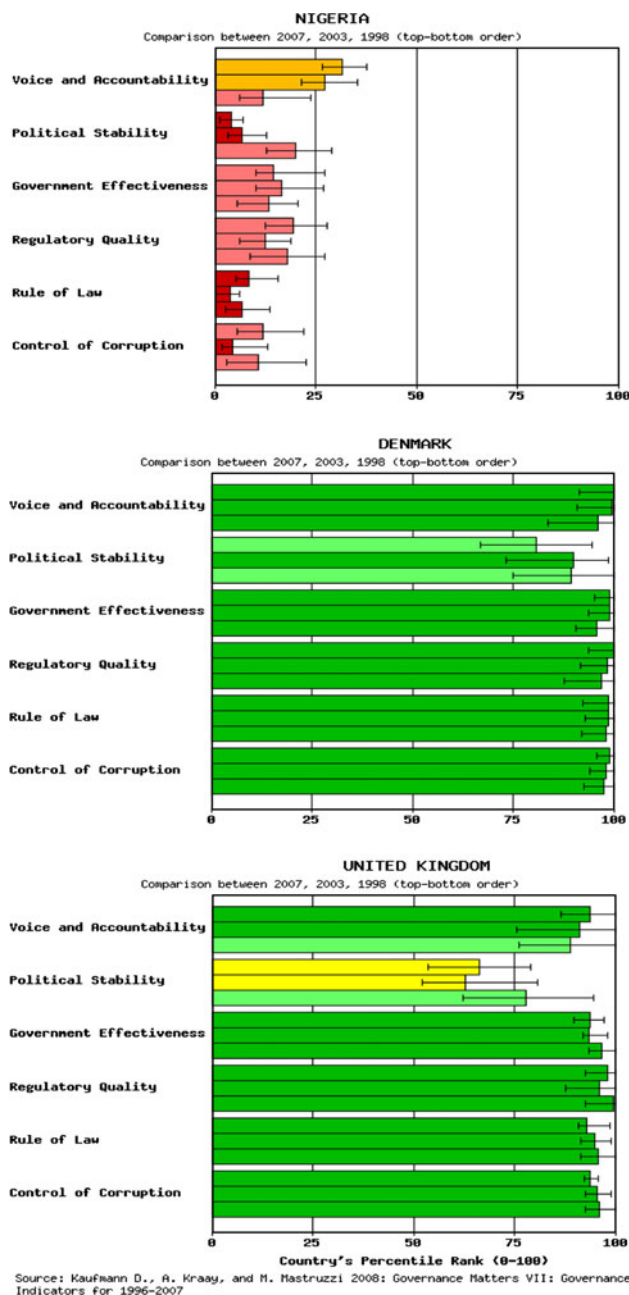 NIGERIA
Comparison between 2007, 2003, 1998 (top-bottom order)
Voice and Accountability
Political Stability
Government Effectiveness
Regulatory Quality
Rule of Law
Control of Corruption
0 25 50 75 100
DENMARK
Comparison between 2007, 2003, 1998 (top-bottom order)
Voice and Accountability
Political Stability
Government Effectiveness
Regulatory Quality
Rule of Law
Control of Corruption
0 25 50 75 100
UNITED KINGDOM
Comparison between 2007, 2003, 1998 (top-bottom order)
Voice and Accountability
Political Stability
Government Effectiveness
Regulatory Quality
Rule of Law
Control of Corruption
0 25 50 75 100
Country's Percentile Rank (0-100)
Source: Kaufmann D., A. Kraay, and M. Mastruzzi 2008: Governance Matters VII: Governance
Indicators for 1996-2007